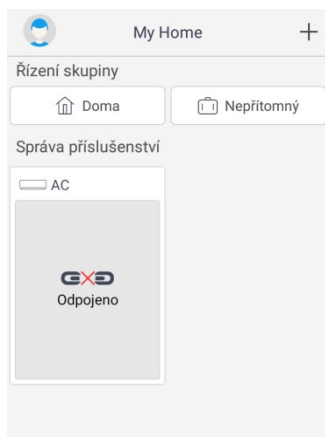 My Home
Řízení skupiny
Doma
Nepřítomný
Správa příslušenství
AC
Odpojeno